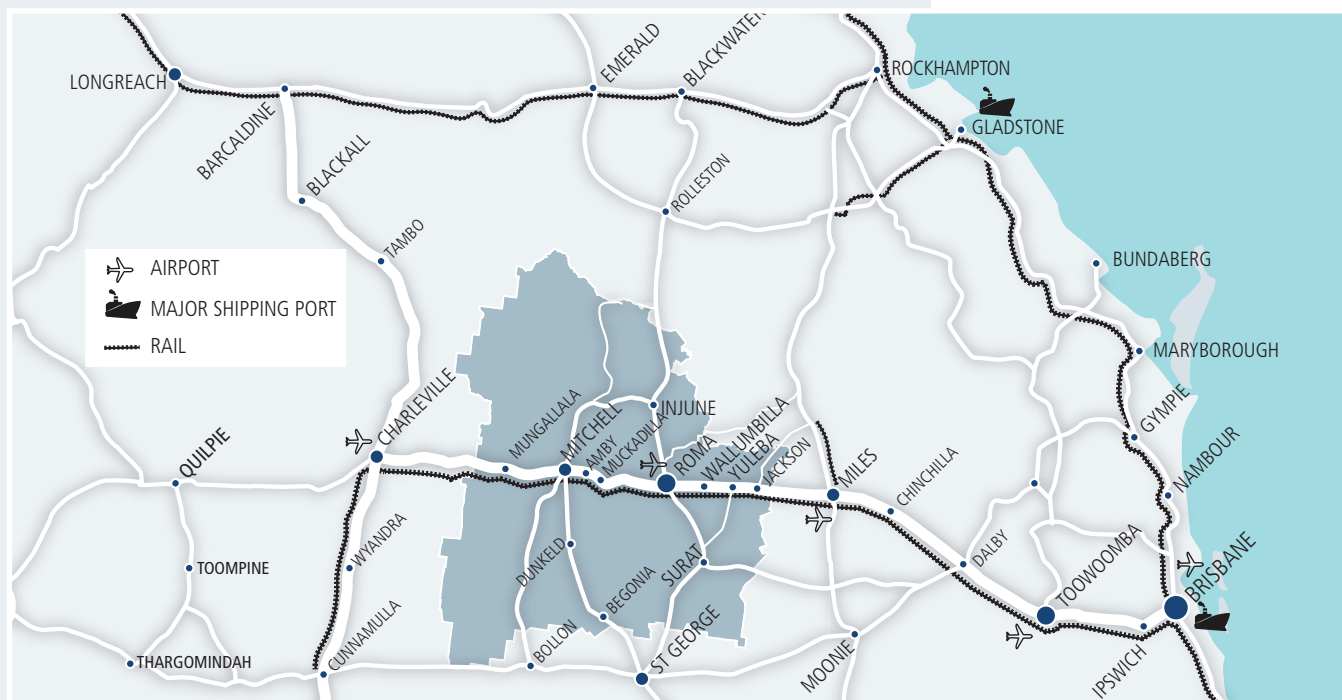 BLACKWATER
EMERALD
LONGREACH
ROCKHAMPTON
BARCALDINE
GLADSTONE
BLACKALL
ROLLESTON
TAMBO
AIRPORT
MAJOR SHIPPING PORT
RAIL
BUNDABERG
MARYBOROUGH
CHARLEVILLE
MUNGALLALA
MITCHELL
AMBY
MUCKADILLA
INJUNE
ROMA
WALLUMBILLA
YULEBA
JACKSON
MILES
CHINCHILLA
GYMPIE
NAMBOUR
QUILPIE
WYANDRA
TOOMPINE
DUNKELD
BEGONIA
SURAT
DALBY
TOOWOOMBA
BRISBANE
IPSWICH
CUNNAMULLA
THARGOMINDAH
BOLLON
ST GEORGE
MOONIE